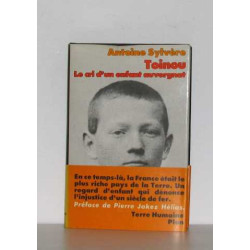 Antoine Sylvère
Toinou
Le cri d'un enfant auvergnat
En ce temps-là, la France était le
plus riche pays de la Terre. Un
regard d'enfant qui dénonce
l'injustice d'un siècle de fer.
Préface de Pierre Jakez Hélias.
Terre Humaine
Plon